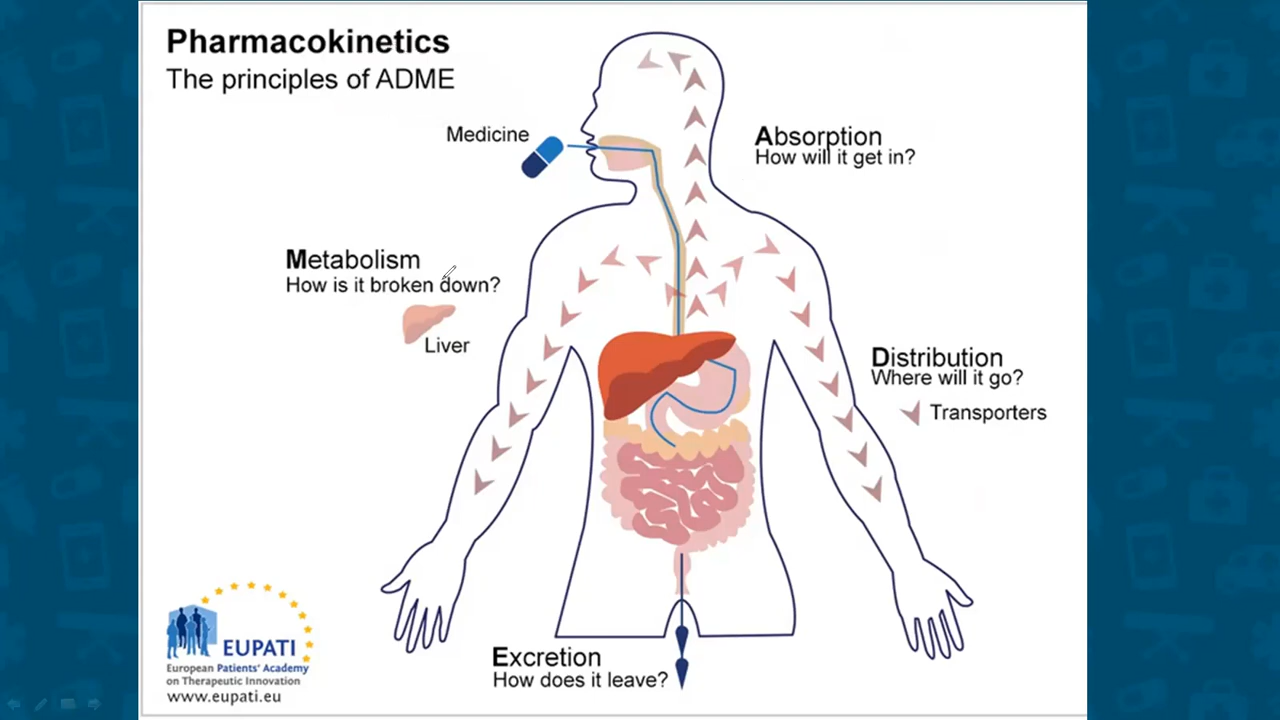 Pharmacokinetics
The principles of ADME
Medicine
Absorption
How will it get in?
Metabolism
How is it broken down?
Liver
Distribution
Where will it go?
Transporters
Excretion
How does it leave?
EUPATI
European Patients' Academy
on Therapeutic Innovation
www.eupati.eu